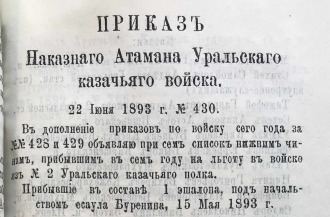 ПРИКАЗЪ
Наказнаго Атамана Уральскаго
казачьяго войска.
22 Іюня 1893 г. № 430.
Въ дополненіе приказовъ по войску сего года за
№№ 428 и 429 объявляю при семъ списокъ нижнимъ чи-
намъ, прибывшимъ въ семъ году на льготу въ войско
изъ № 2 Уральскаго казачьяго полка.
Прибывшіе въ составѣ 1 эшалона, подъ началь-
ствомъ есаула Буренина, 15 Мая 1893 г.